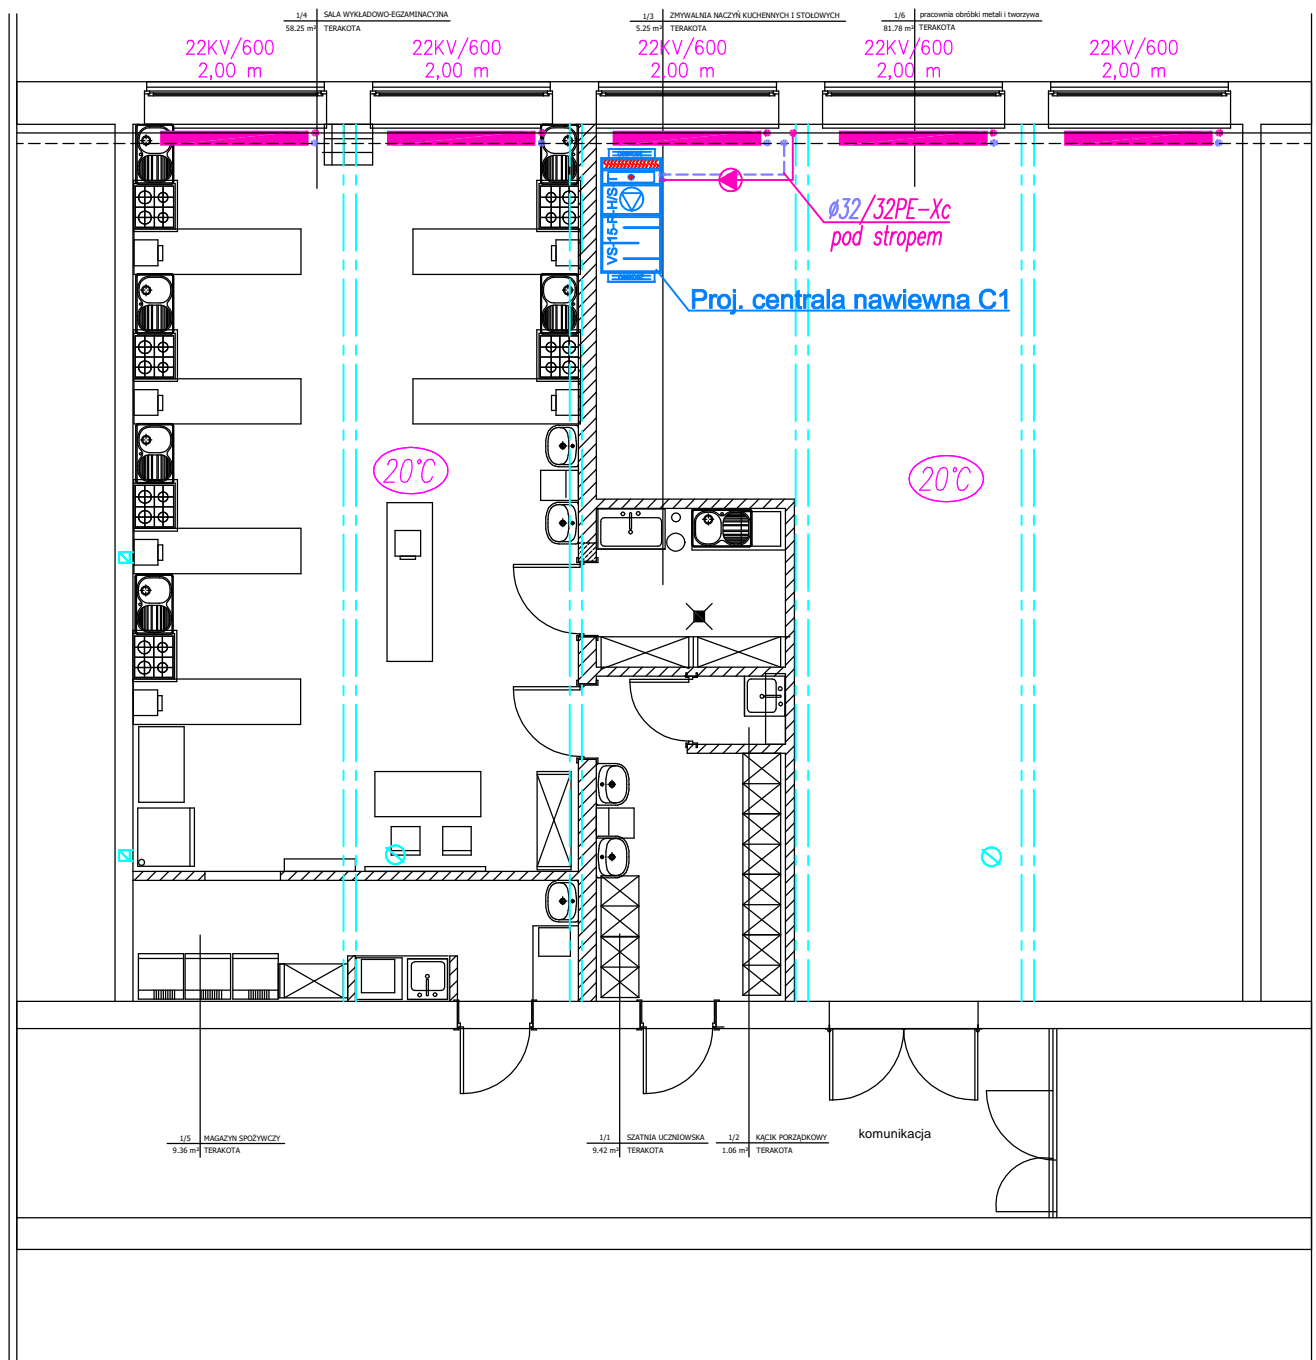 1/4 SALA WYKŁADOWO-EGZAMINACYJNA
58.25 m² TERAKOTA
1/3 ZMYWALNIA NACZYŃ KUCHENNYCH I STOŁOWYCH
5.25 m² TERAKOTA
1/6 pracownia obróbki metali i tworzywa
81.78 m² TERAKOTA
22KV/600
2,00 m
22KV/600
2,00 m
22KV/600
2,00 m
22KV/600
2,00 m
22KV/600
2,00 m
VS-15-R-H/S-T
ø32/32PE-Xc
pod stropem
Proj. centrala nawiewna C1
20°C
20°C
1/5 MAGAZYN SPOŻYWCZY
9.36 m² TERAKOTA
1/1 SZATNIA UCZNIOWSKA
9.42 m² TERAKOTA
1/2 KĄCIK PORZĄDKOWY
1.06 m² TERAKOTA
komunikacja